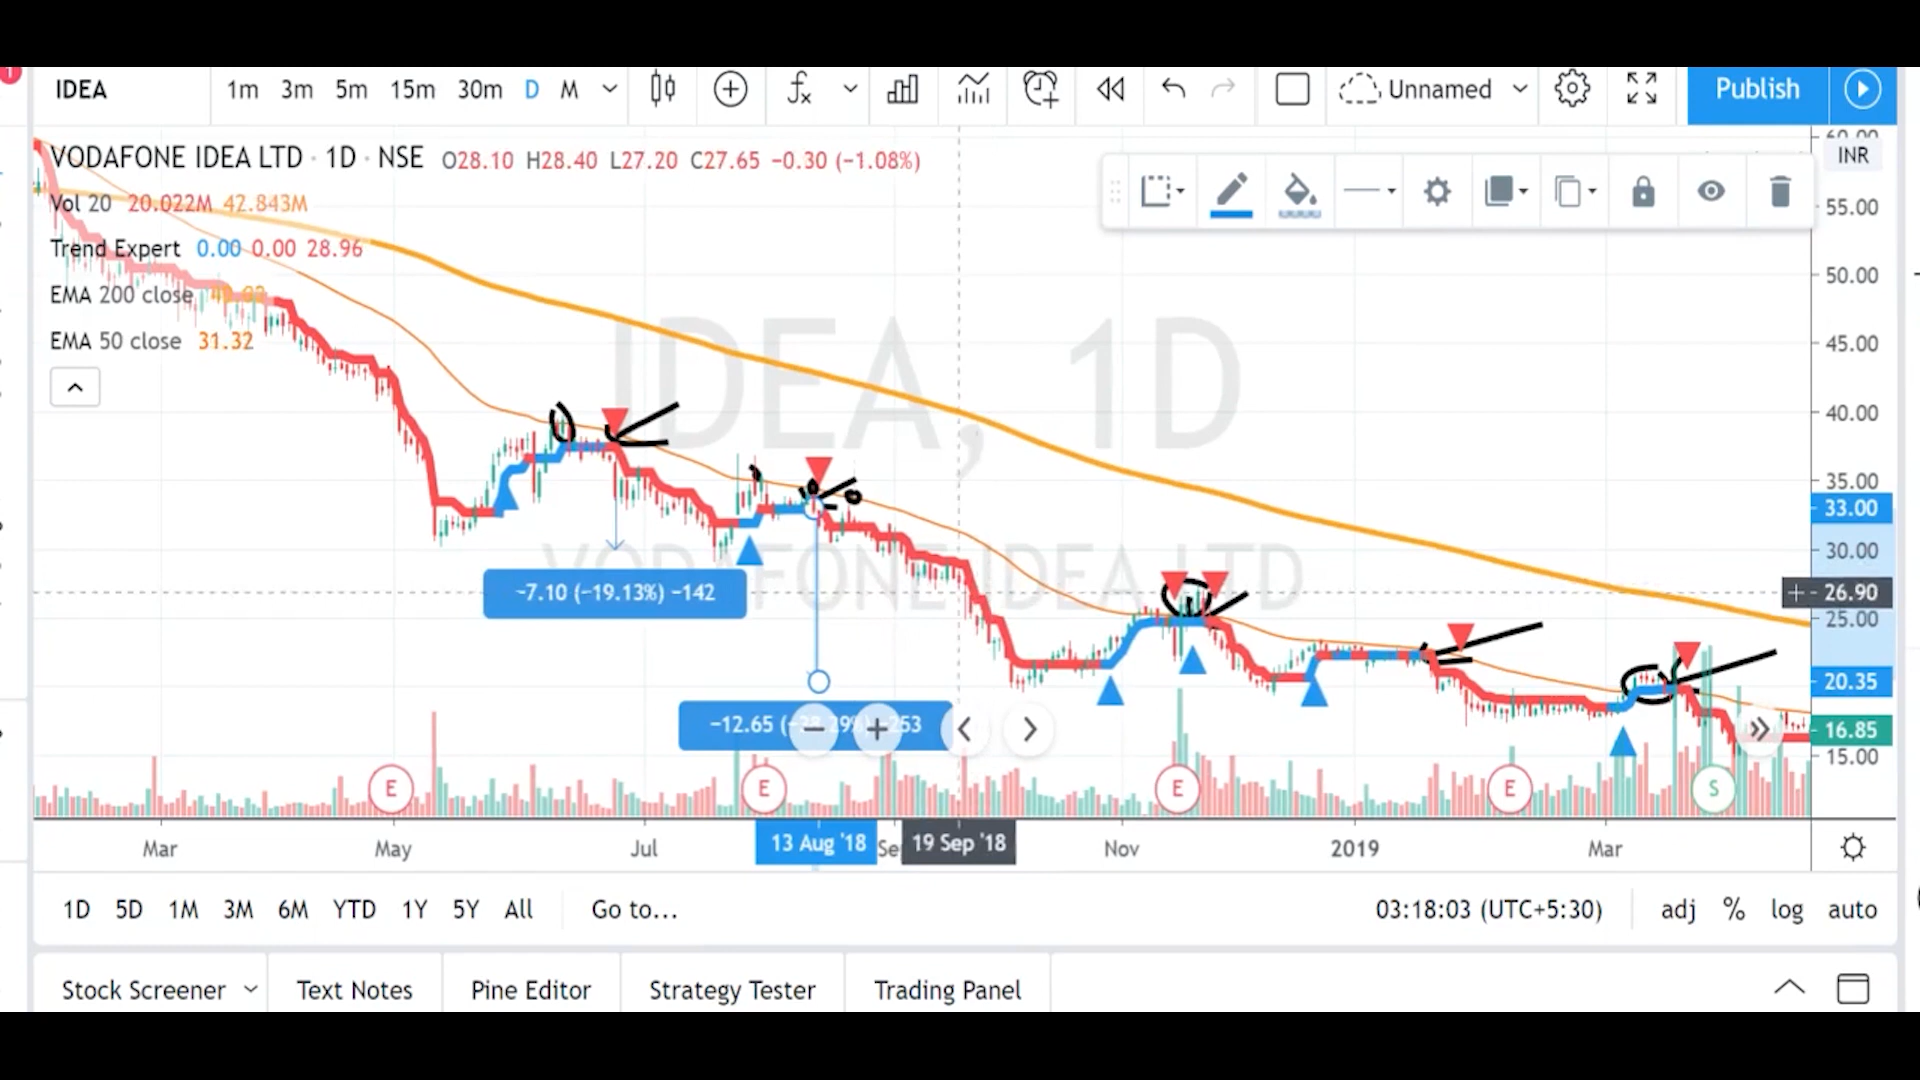 IDEA 1m 3m 5m 15m 30m D M Unnamed Publish
VODAFONE IDEA LTD · 1D · NSE O28.10 H28.40 L27.20 C27.65 −0.30 (−1.08%)
INR
Vol 20 20.022M 42.843M
Trend Expert 0.00 0.00 28.96
EMA 200 close
EMA 50 close 31.32
IDEA, 1D
VODAFONE IDEA LTD
60.00
55.00
50.00
45.00
40.00
35.00
33.00
30.00
26.90
25.00
20.35
16.85
15.00
−7.10 (−19.13%) −142
E
E
E
E
S
Mar May Jul 13 Aug '18 19 Sep '18 Nov 2019 Mar
1D 5D 1M 3M 6M YTD 1Y 5Y All Go to... 03:18:03 (UTC+5:30) adj % log auto
Stock Screener Text Notes Pine Editor Strategy Tester Trading Panel